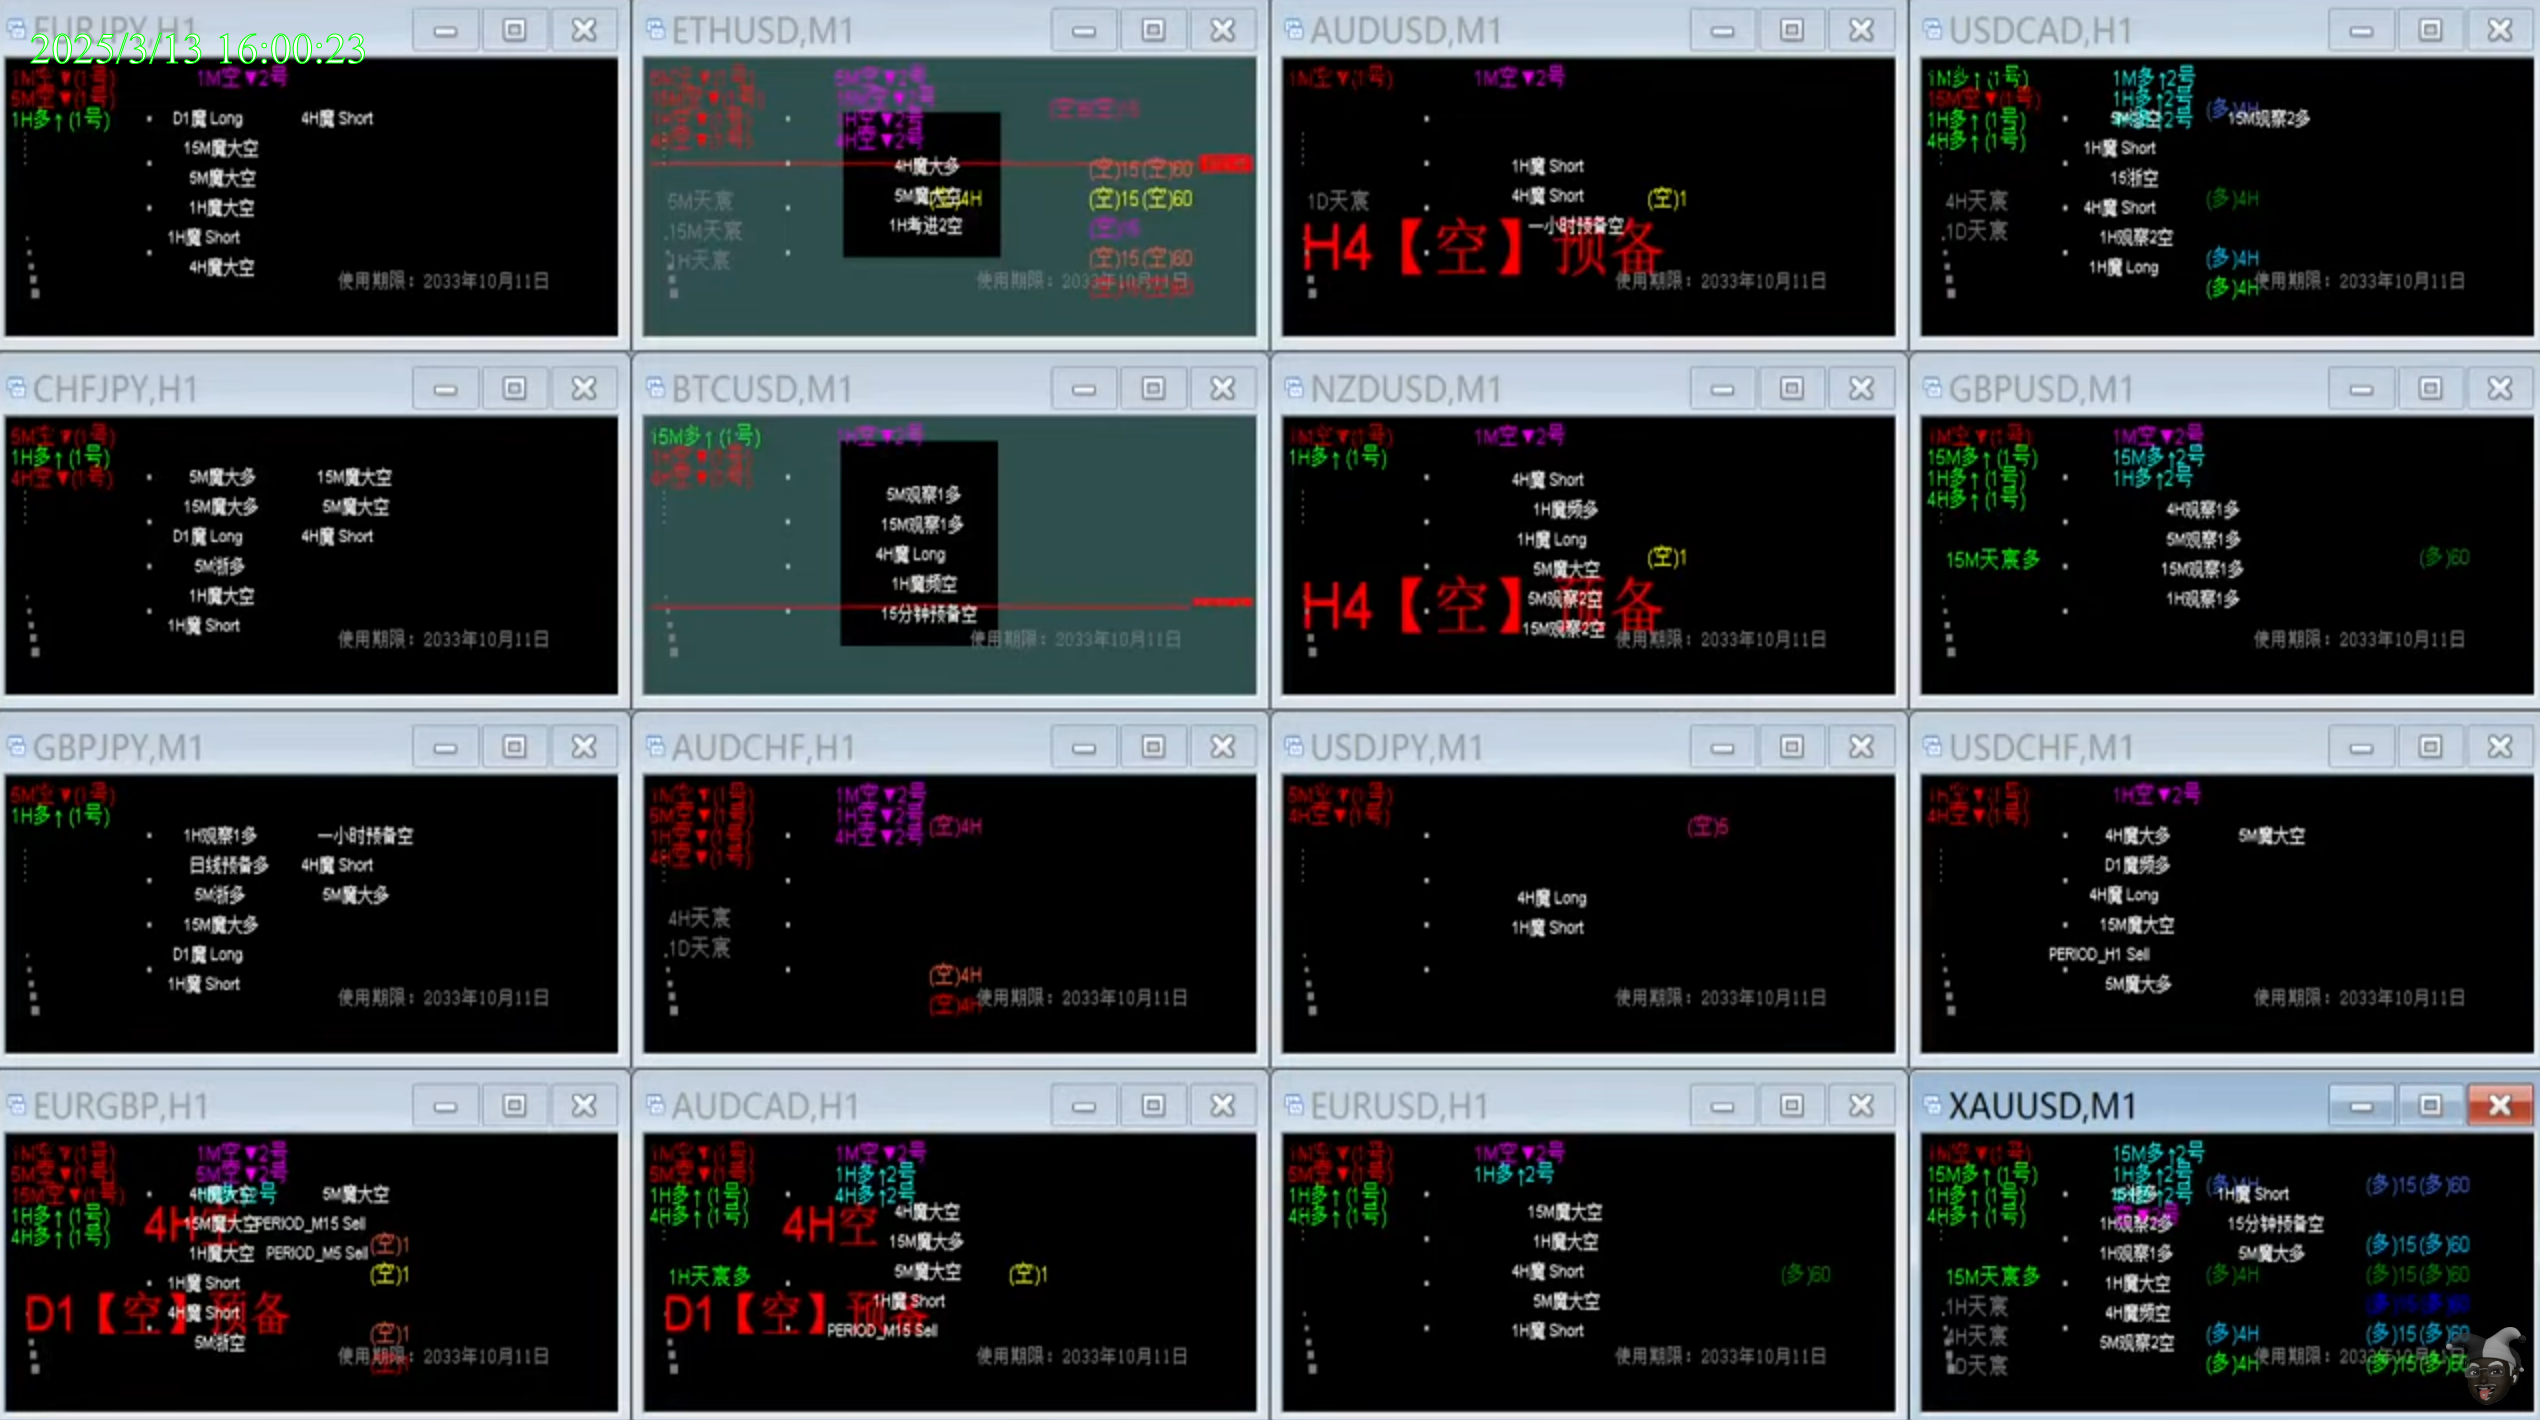 EURJPY,H1
2025/3/13 16:00:23
1M空▼(1号)
1M空▼2号
5M空▼(1号)
1H多↑(1号)
D1魔 Long
4H魔 Short
15M魔大空
5M魔大空
1H魔大空
1H魔 Short
4H魔大空
使用期限：2033年10月11日
ETHUSD,M1
5M空▼(1号)
5M空▼2号
15M空▼(1号)
15M空▼2号
1H空▼(1号)
1H空▼2号
4H空▼(1号)
4H空▼2号
4H魔大多
(空)15(空)60
5M天宸
5M魔大空
4H
(空)15(空)60
15M天宸
1H考进2空
1H天宸
(空)15(空)60
使用期限：2033年10月11日
AUDUSD,M1
1M空▼(1号)
1M空▼2号
1H魔 Short
1D天宸
4H魔 Short
(空)1
一小时预备空
H4【空】预备
使用期限：2033年10月11日
USDCAD,H1
1M多↑(1号)
1M多↑2号
15M空▼(1号)
1H多↑2号
(多)4H
1H多↑(1号)
15M观察2多
4H多↑(1号)
1H魔 Short
15浙空
4H天宸
4H魔 Short
(多)4H
1D天宸
1H观察2空
1H魔 Long
(多)4H
(多)4H
使用期限：2033年10月11日
CHFJPY,H1
5M空▼(1号)
1H多↑(1号)
4H空▼(1号)
5M魔大多
15M魔大空
15M魔大多
5M魔大空
D1魔 Long
4H魔 Short
5M浙多
1H魔大空
1H魔 Short
使用期限：2033年10月11日
BTCUSD,M1
15M多↑(1号)
1H空▼2号
1H空▼(1号)
4H空▼(1号)
5M观察1多
15M观察1多
4H魔 Long
1H魔频空
15分钟预备空
使用期限：2033年10月11日
NZDUSD,M1
1M空▼(1号)
1M空▼2号
1H多↑(1号)
4H魔 Short
1H魔频多
1H魔 Long
(空)1
5M魔大空
5M观察2空
H4【空】预备
15M观察2空
使用期限：2033年10月11日
GBPUSD,M1
1M空▼(1号)
1M空▼2号
15M多↑(1号)
15M多↑2号
1H多↑(1号)
1H多↑2号
4H多↑(1号)
4H观察1多
5M观察1多
15M天宸多
15M观察1多
(多)60
1H观察1多
使用期限：2033年10月11日
GBPJPY,M1
5M空▼(1号)
1H多↑(1号)
1H观察1多
一小时预备空
日线预备多
4H魔 Short
5M浙多
5M魔大多
15M魔大多
D1魔 Long
1H魔 Short
使用期限：2033年10月11日
AUDCHF,H1
1M空▼(1号)
1M空▼2号
5M空▼(1号)
1H空▼2号
1H空▼(1号)
4H空▼2号
(空)4H
4H空▼(1号)
4H天宸
1D天宸
(空)4H
(空)4H
使用期限：2033年10月11日
USDJPY,M1
5M空▼(1号)
4H空▼(1号)
(空)5
4H魔 Long
1H魔 Short
使用期限：2033年10月11日
USDCHF,M1
1H空▼(1号)
1H空▼2号
4H空▼(1号)
4H魔大多
5M魔大空
D1魔频多
4H魔 Long
15M魔大空
PERIOD_H1 Sell
5M魔大多
使用期限：2033年10月11日
EURGBP,H1
1M空▼(1号)
1M空▼2号
5M空▼(1号)
5M空▼2号
15M空▼(1号)
4H魔大空
5M魔大空
1H多↑(1号)
4H多↑(1号)
4H空
15M魔大空
PERIOD_M15 Sell
1H魔大空
PERIOD_M5 Sell
(空)1
(空)1
1H魔 Short
D1【空】预备
4H魔 Short
5M浙空
(空)1
(空)1
使用期限：2033年10月11日
AUDCAD,H1
1M空▼(1号)
1M空▼2号
5M空▼(1号)
1H多↑2号
1H多↑(1号)
4H多↑2号
4H多↑(1号)
4H空
4H魔大空
15M魔大多
1H天宸多
5M魔大空
(空)1
1H魔 Short
D1【空】预备
PERIOD_M15 Sell
使用期限：2033年10月11日
EURUSD,H1
1M空▼(1号)
1M空▼2号
5M空▼(1号)
1H多↑2号
1H多↑(1号)
4H多↑(1号)
15M魔大空
1H魔大空
4H魔 Short
(多)60
5M魔大空
1H魔 Short
使用期限：2033年10月11日
XAUUSD,M1
1M空▼(1号)
15M多↑2号
15M多↑(1号)
1H多↑2号
(多)4H
(多)15(多)60
1H多↑(1号)
1H魔 Short
4H多↑(1号)
1H观察2多
15分钟预备空
1H观察1多
5M魔大多
(多)15(多)60
15M天宸多
1H魔大空
(多)4H
(多)15(多)60
1H天宸
4H魔频空
(多)15(多)60
4H天宸
5M观察2空
(多)4H
(多)15(多)60
1D天宸
(多)4H
(多)15(多)60